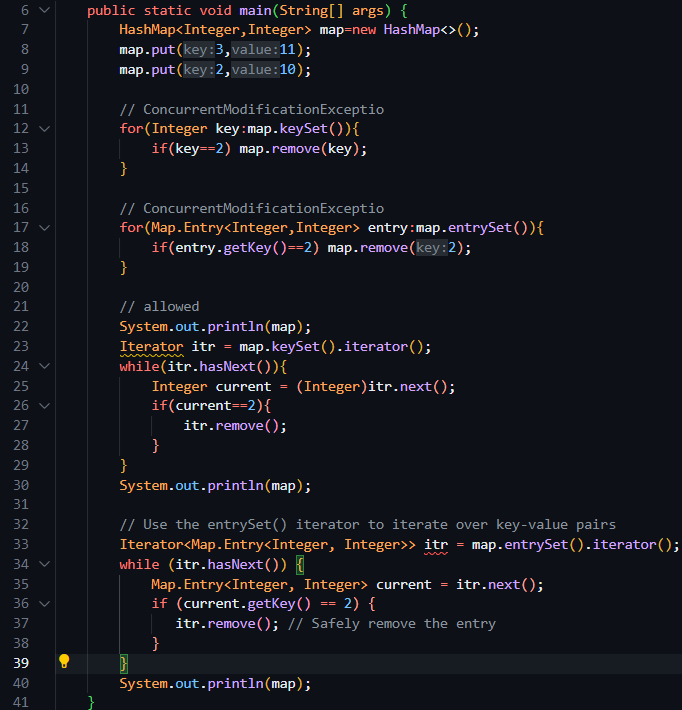 6 public static void main(String[] args) {
7 HashMap<Integer,Integer> map=new HashMap<>();
8 map.put(key:3,value:11);
9 map.put(key:2,value:10);
10
11 // ConcurrentModificationExceptio
12 for(Integer key:map.keySet()){
13 if(key==2) map.remove(key);
14 }
15
16 // ConcurrentModificationExceptio
17 for(Map.Entry<Integer,Integer> entry:map.entrySet()){
18 if(entry.getKey()==2) map.remove(key:2);
19 }
20
21 // allowed
22 System.out.println(map);
23 Iterator itr = map.keySet().iterator();
24 while(itr.hasNext()){
25 Integer current = (Integer)itr.next();
26 if(current==2){
27 itr.remove();
28 }
29 }
30 System.out.println(map);
31
32 // Use the entrySet() iterator to iterate over key-value pairs
33 Iterator<Map.Entry<Integer, Integer>> itr = map.entrySet().iterator();
34 while (itr.hasNext()) {
35 Map.Entry<Integer, Integer> current = itr.next();
36 if (current.getKey() == 2) {
37 itr.remove(); // Safely remove the entry
38 }
39 }
40 System.out.println(map);
41 }